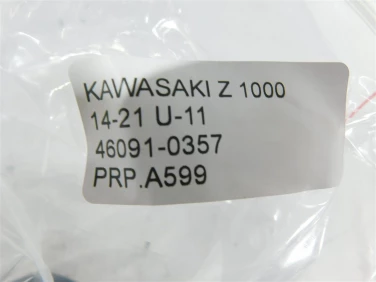 KAWASAKI Z 1000
14-21 U-11
46091-0357
PRP.A599